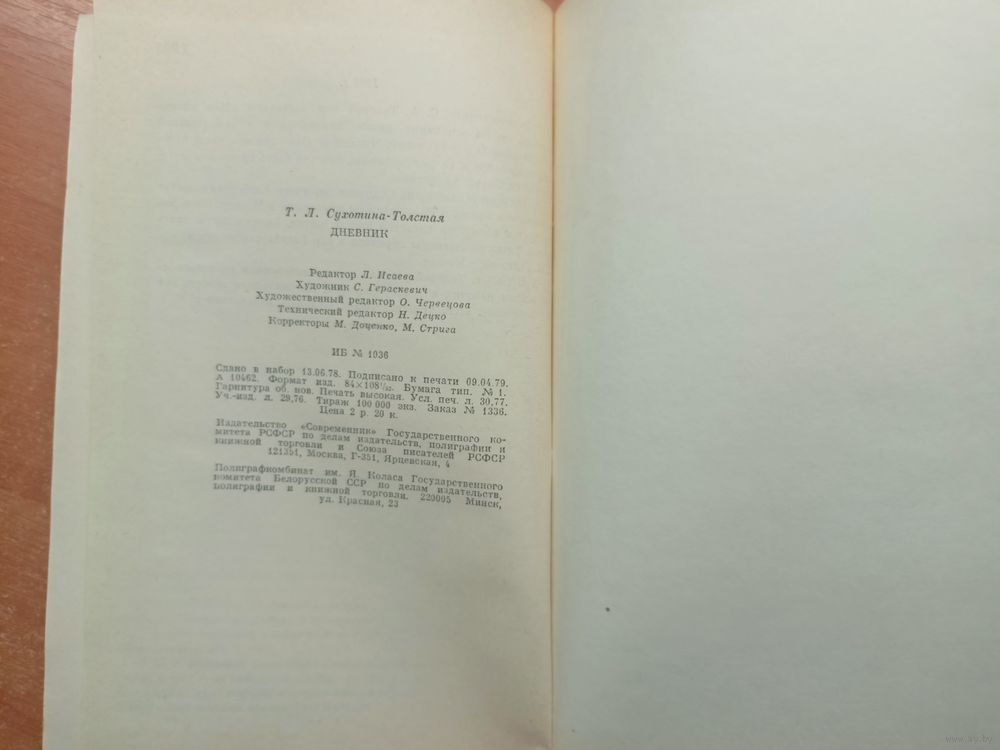 Т. Л. Сухотина-Толстая
ДНЕВНИК
Редактор Л. Исаева
Художник С. Гераскевич
Художественный редактор О. Червецова
Технический редактор Н. Децко
Корректоры М. Доценко, М. Стрига
ИБ № 1036
Сдано в набор 13.06.78. Подписано к печати 09.04.79.
А 10462. Формат изд. 84×108¹/₃₂. Бумага тип. № 1.
Гарнитура об. нов. Печать высокая. Усл. печ. л. 30,77.
Уч.-изд. л. 29,76. Тираж 100 000 экз. Заказ № 1336.
Цена 2 р. 20 к.
Издательство «Современник» Государственного ко-
митета РСФСР по делам издательств, полиграфии и
книжной торговли и Союза писателей РСФСР
121351, Москва, Г-351, Ярцевская, 4
Полиграфкомбинат им. Я. Коласа Государственного
комитета Белорусской ССР по делам издательств,
полиграфии и книжной торговли. 220005 Минск,
ул. Красная, 23
www.ay.by